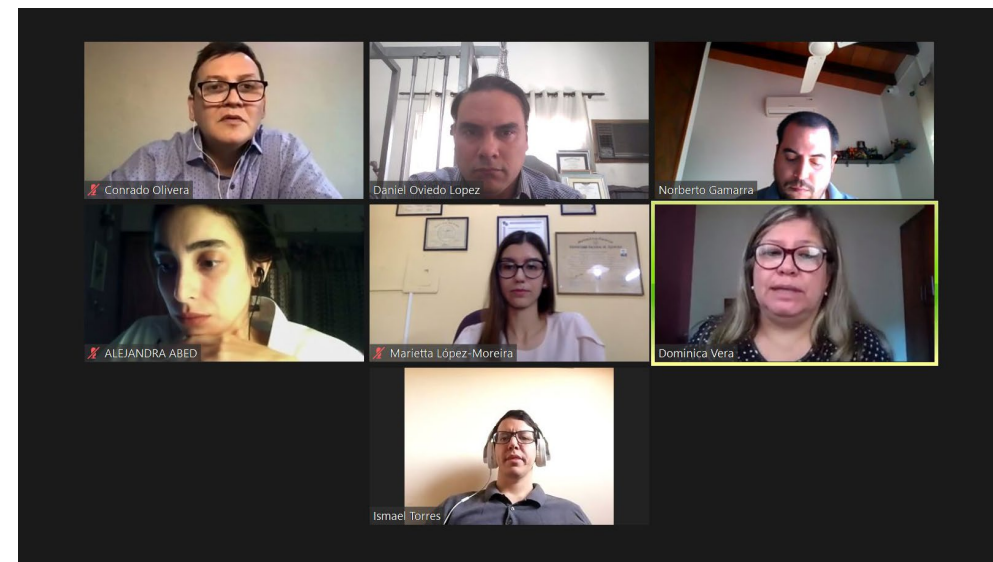 Conrado Olivera
Daniel Oviedo Lopez
Norberto Gamarra
ALEJANDRA ABED
Marietta López-Moreira
Dominica Vera
Ismael Torres